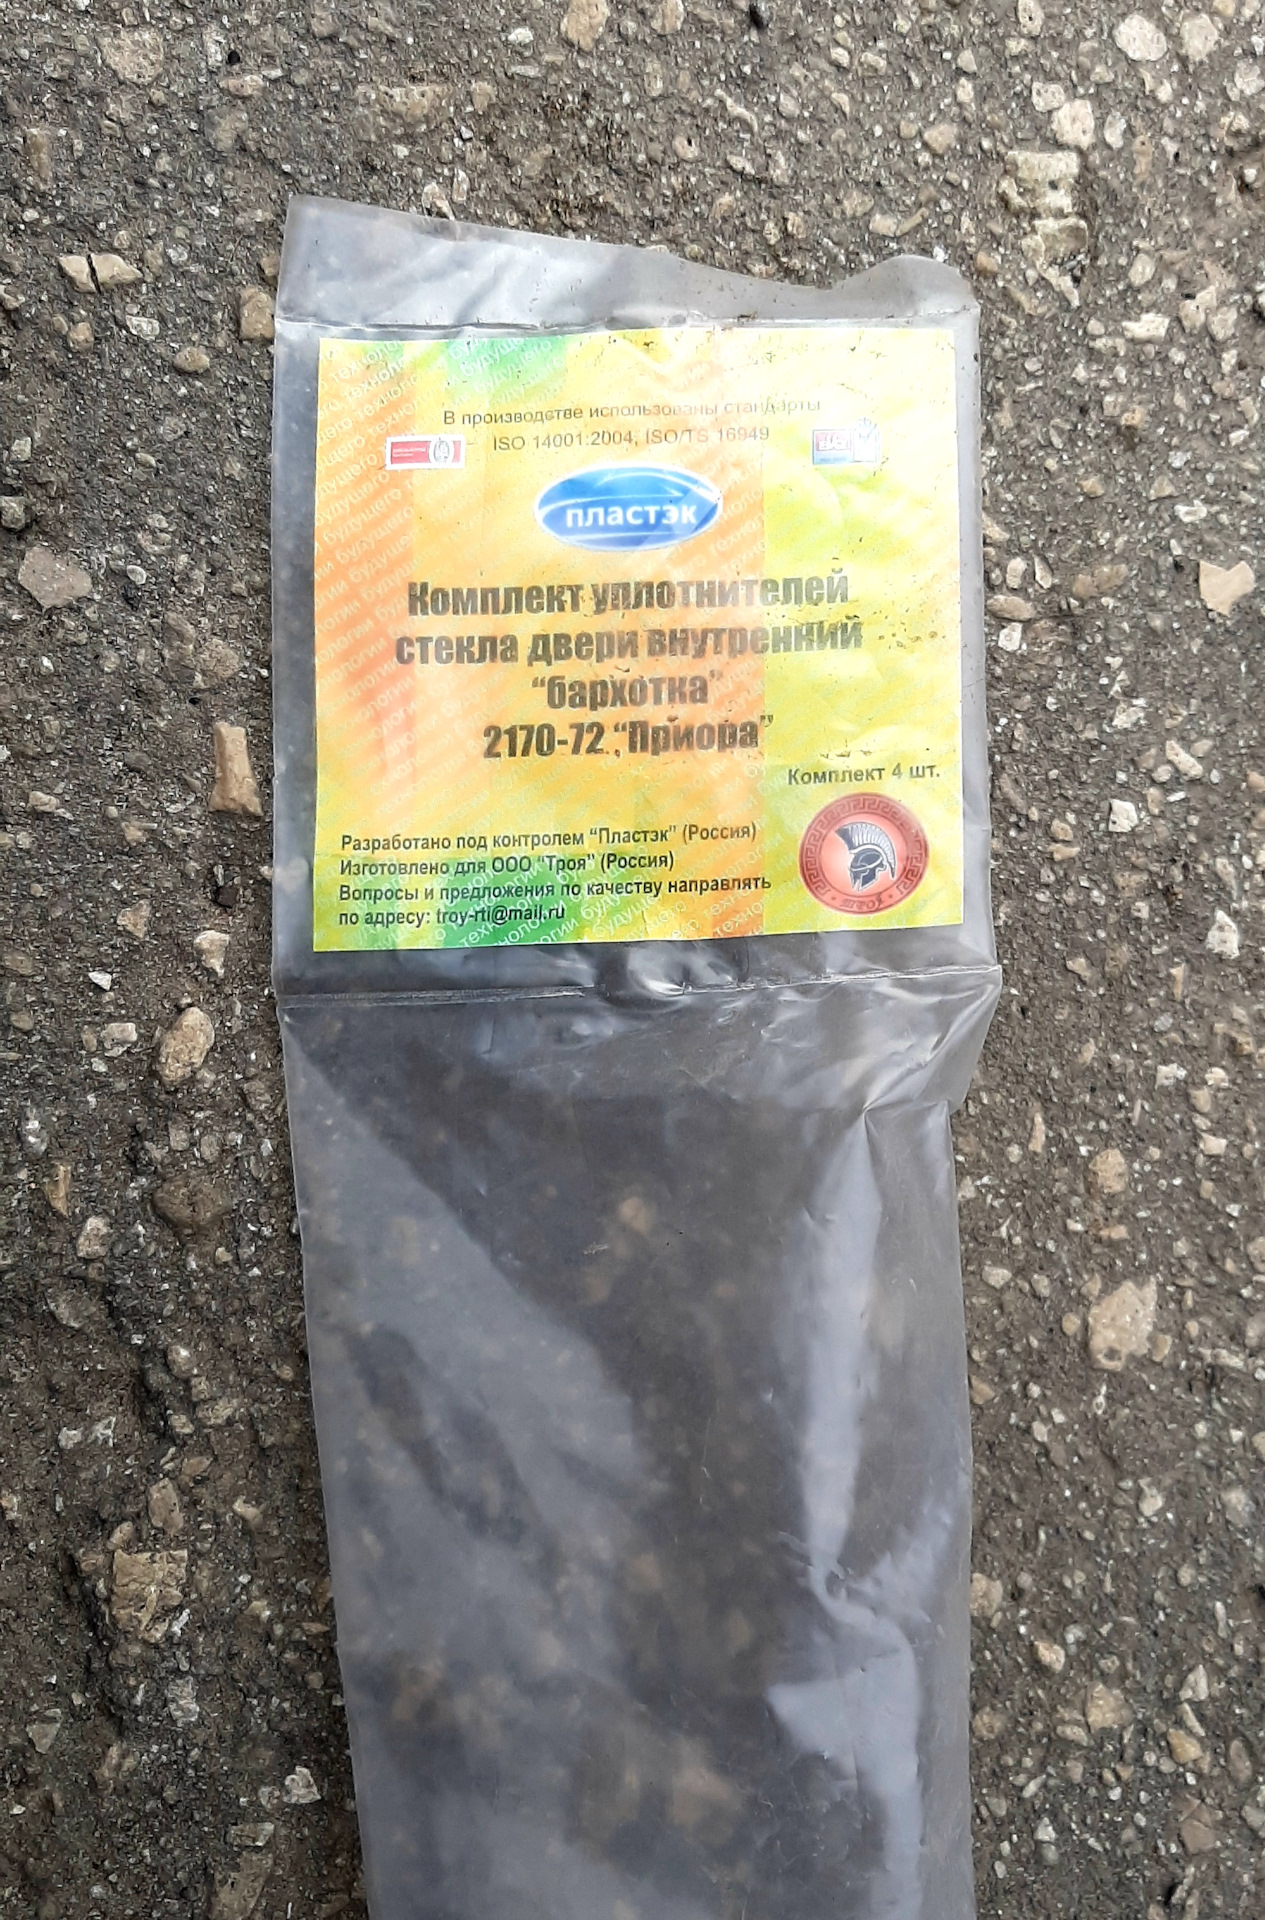 В производстве использованы стандарты
ISO 14001:2004, ISO/TS 16949
пластэк
Комплект уплотнителей
стекла двери внутренний
“бархотка”
2170-72 “Приора”
Комплект 4 шт.
Разработано под контролем “Пластэк” (Россия)
Изготовлено для ООО “Троя” (Россия)
Вопросы и предложения по качеству направлять
по адресу: troy-rti@mail.ru